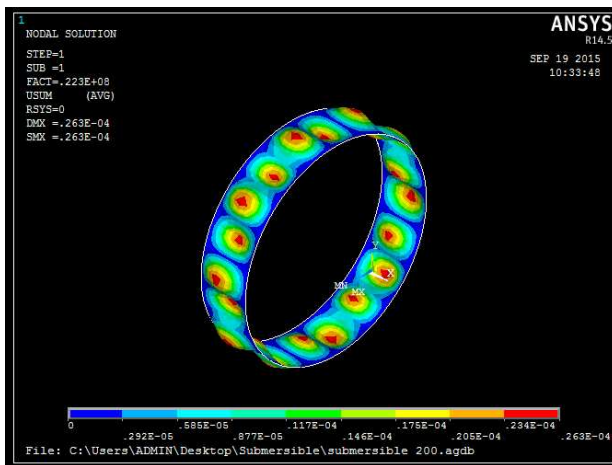 1
NODAL SOLUTION
ANSYS
R14.5
STEP=1
SUB =1
FACT=.223E+08
USUM (AVG)
RSYS=0
DMX =.263E-04
SMX =.263E-04
SEP 19 2015
10:33:48
Y
X
MN
MX
0 .585E-05 .117E-04 .175E-04 .234E-04
.292E-05 .877E-05 .146E-04 .205E-04 .263E-04
File: C:\Users\ADMIN\Desktop\Submersible\submersible 200.agdb